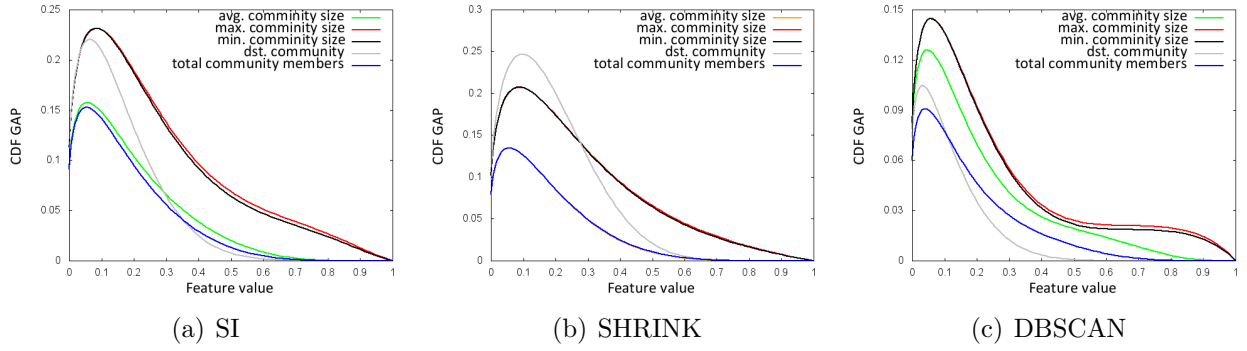 avg. comminity size
max. comminity size
min. comminity size
dst. community
total community members
0.25
0.2
0.15
0.1
0.05
0
CDF GAP
0 0.1 0.2 0.3 0.4 0.5 0.6 0.7 0.8 0.9 1
Feature value
(a) SI
avg. comminity size
max. comminity size
min. comminity size
dst. community
total community members
0.3
0.25
0.2
0.15
0.1
0.05
0
CDF GAP
0 0.1 0.2 0.3 0.4 0.5 0.6 0.7 0.8 0.9 1
Feature value
(b) SHRINK
avg. comminity size
max. comminity size
min. comminity size
dst. community
total community members
0.15
0.12
0.09
0.06
0.03
0
CDF GAP
0 0.1 0.2 0.3 0.4 0.5 0.6 0.7 0.8 0.9 1
Feature value
(c) DBSCAN